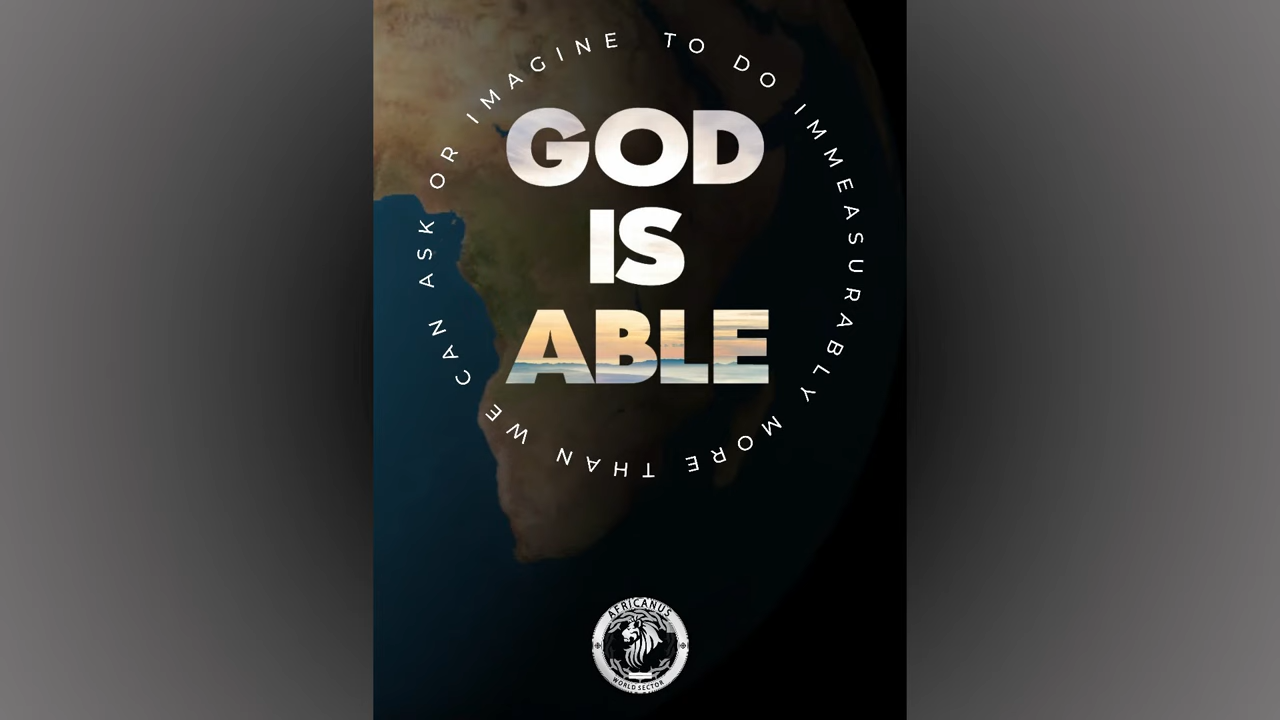 GOD
IS
ABLE
TO DO IMMEASURABLY MORE THAN WE CAN ASK OR IMAGINE
AFRICANUS
WORLD SECTOR